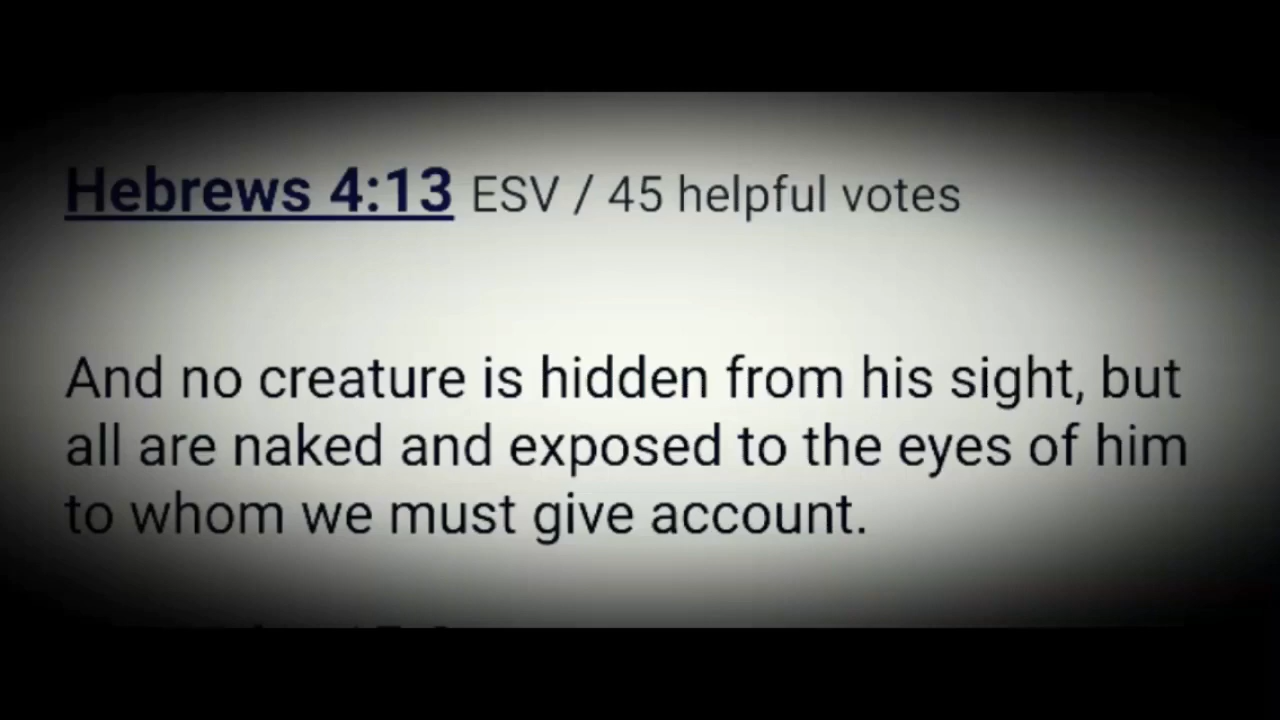 Hebrews 4:13 ESV / 45 helpful votes
And no creature is hidden from his sight, but
all are naked and exposed to the eyes of him
to whom we must give account.